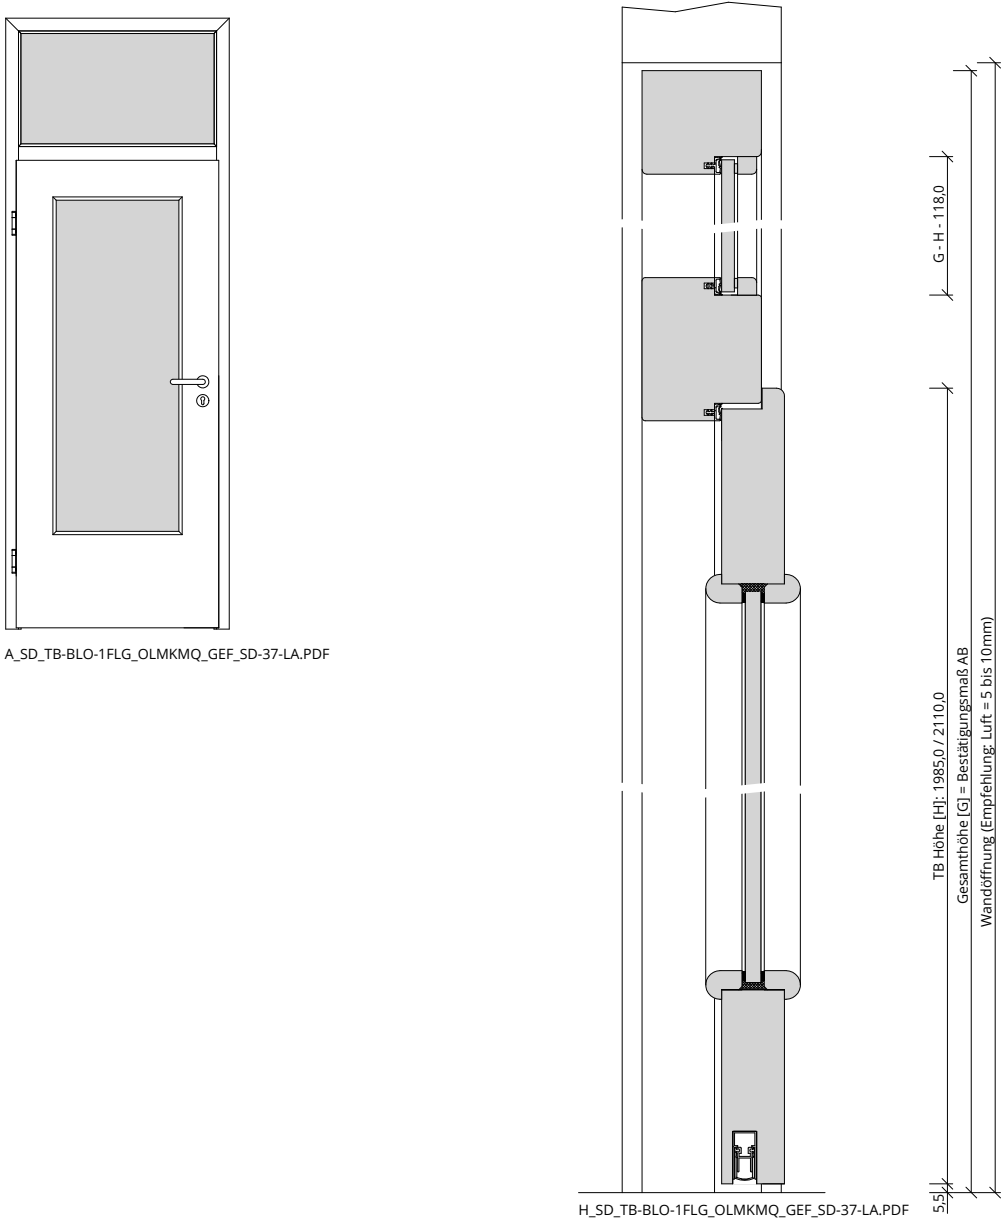 A_SD_TB-BLO-1FLG_OLMKMQ_GEF_SD-37-LA.PDF
G - H - 118,0
TB Höhe [H]: 1985,0 / 2110,0
Gesamthöhe [G] = Bestätigungsmaß AB
Wandöffnung (Empfehlung: Luft = 5 bis 10mm)
5,5
H_SD_TB-BLO-1FLG_OLMKMQ_GEF_SD-37-LA.PDF